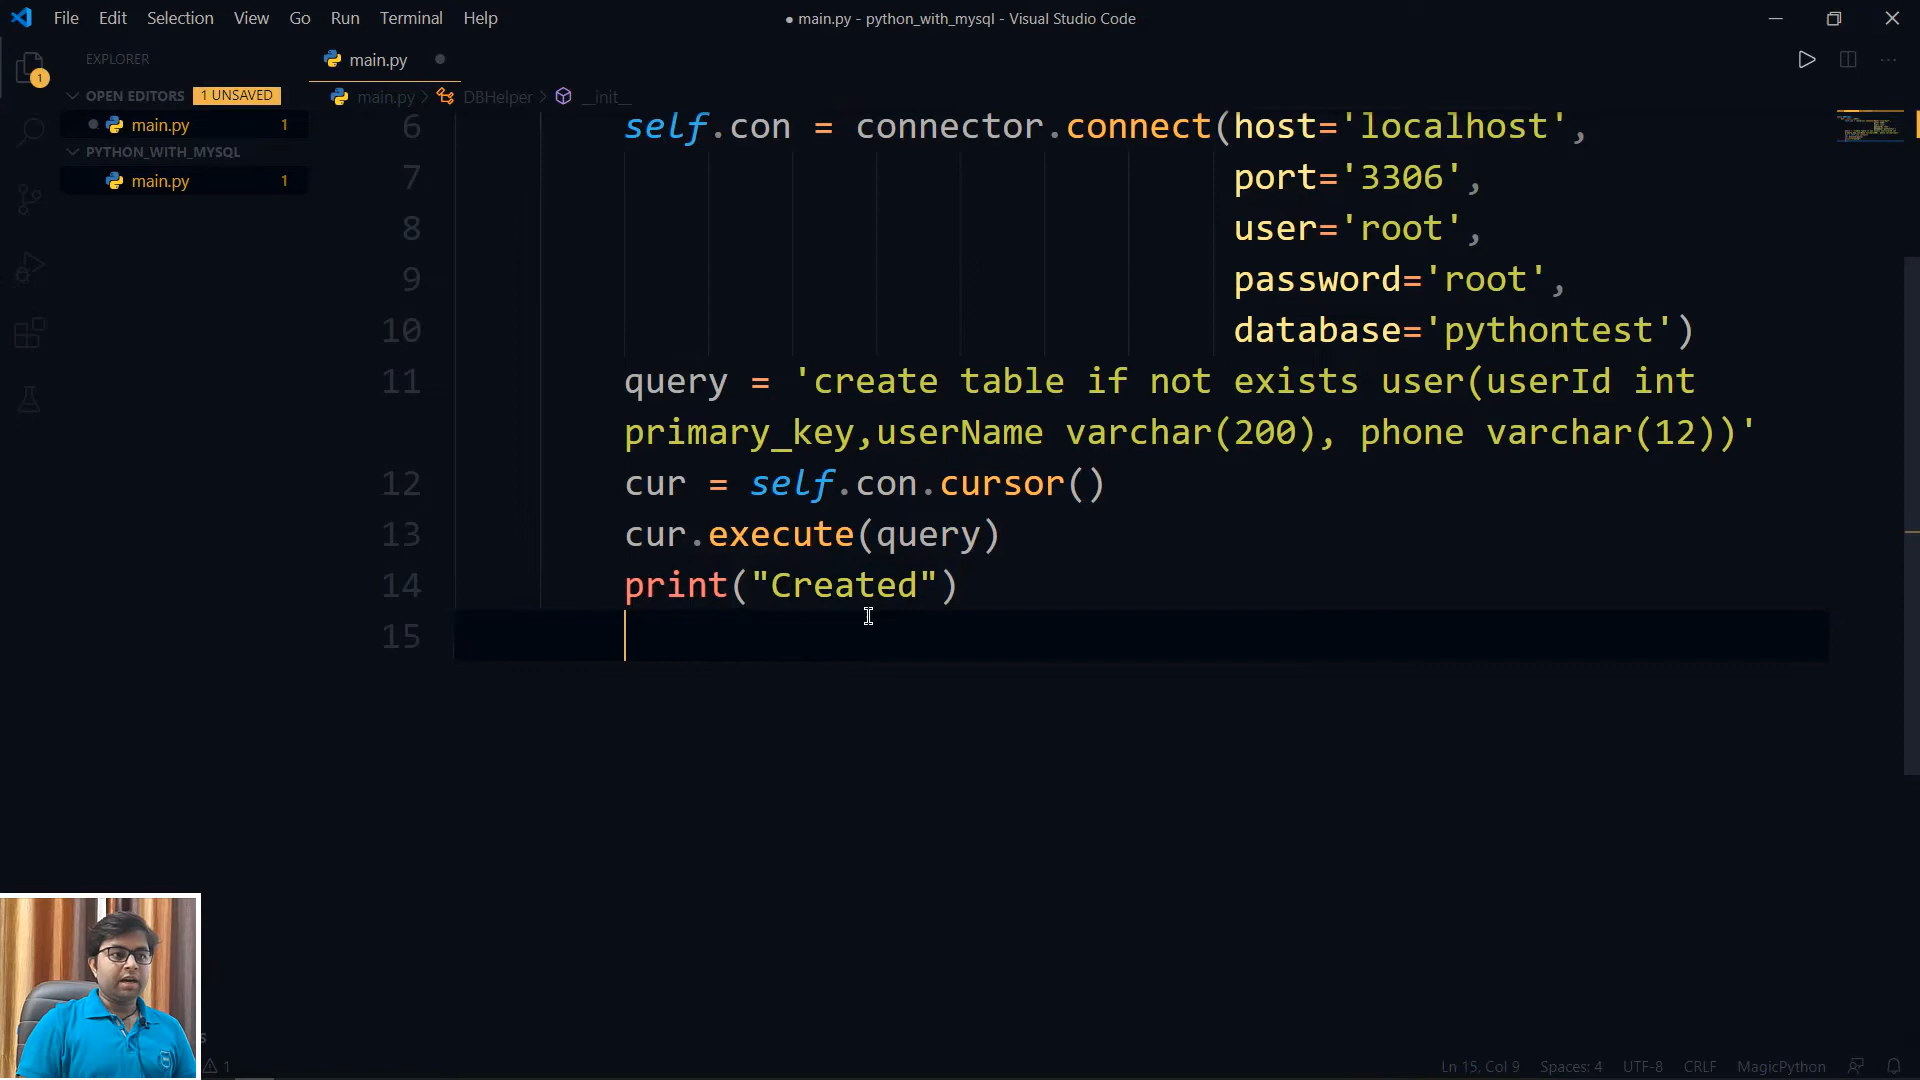 File Edit Selection View Go Run Terminal Help
● main.py - python_with_mysql - Visual Studio Code
EXPLORER
main.py
1
OPEN EDITORS 1 UNSAVED
main.py > DBHelper > __init__
main.py 1
PYTHON_WITH_MYSQL
main.py 1
6 self.con = connector.connect(host='localhost',
7 port='3306',
8 user='root',
9 password='root',
10 database='pythontest')
11 query = 'create table if not exists user(userId int
primary_key,userName varchar(200), phone varchar(12))'
12 cur = self.con.cursor()
13 cur.execute(query)
14 print("Created")
15
1
Ln 15, Col 9 Spaces: 4 UTF-8 CRLF MagicPython